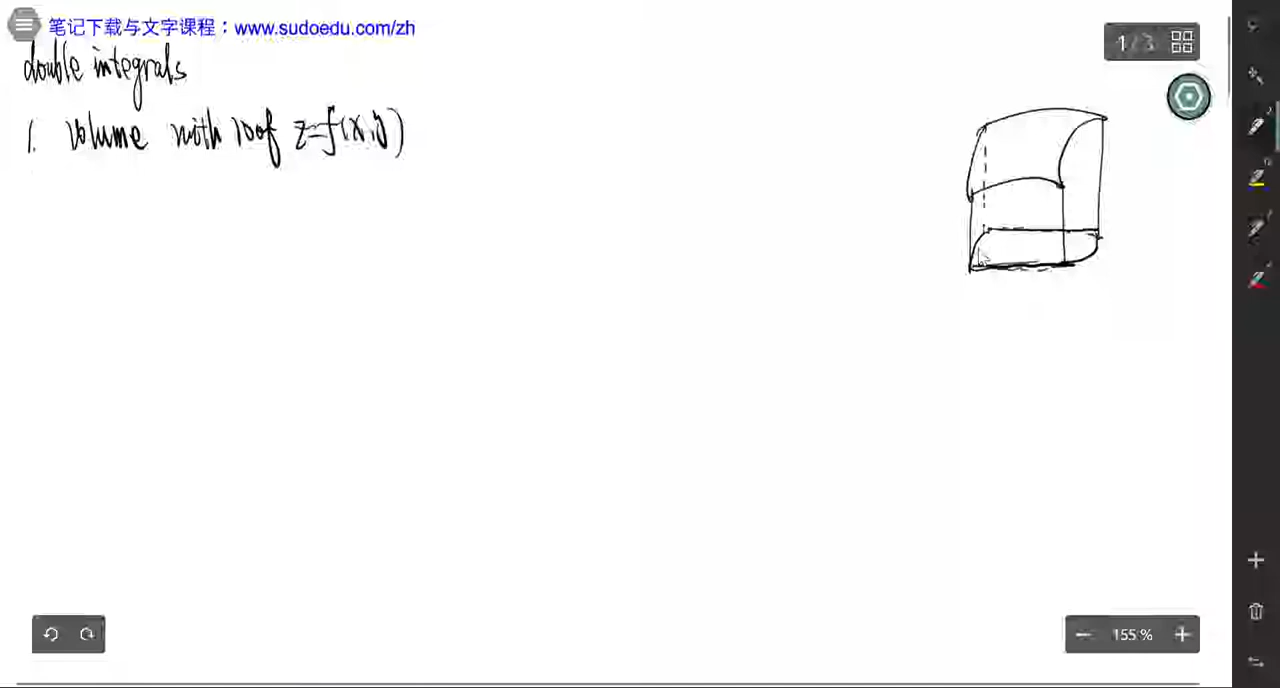 笔记下载与文字课程：www.sudoedu.com/zh
double integrals
1. volume with roof z=f(x,y)
1 / 3
155 %